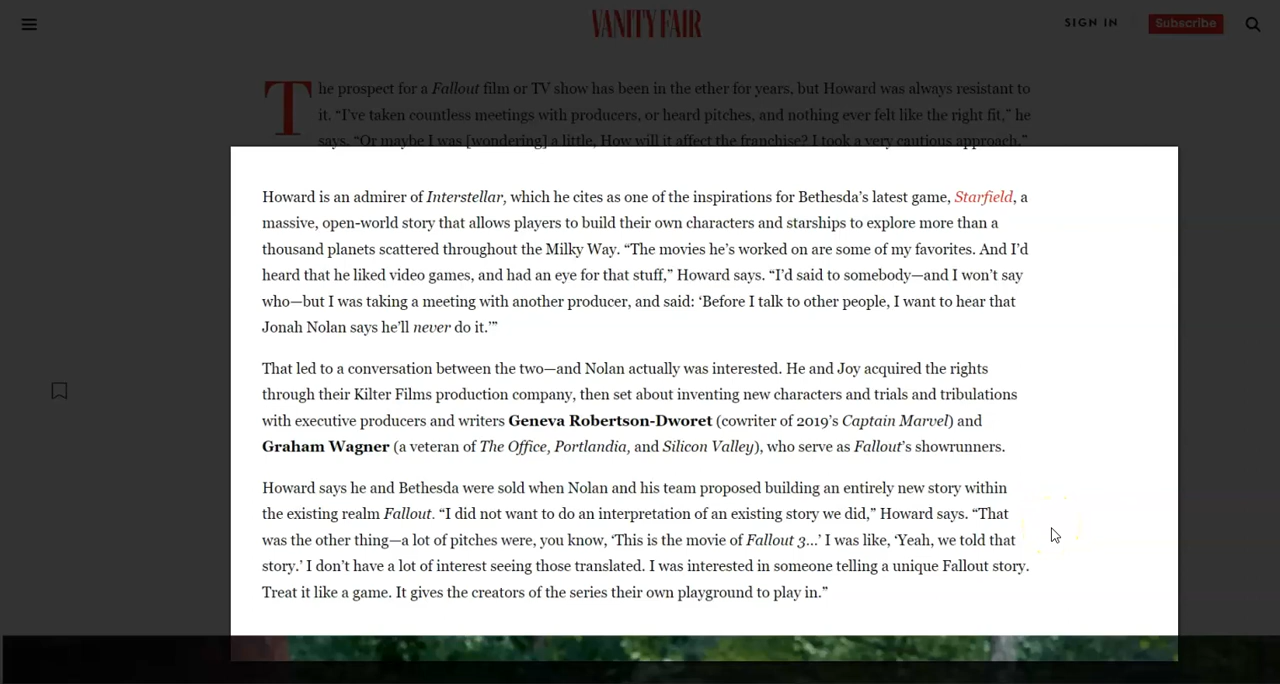 VANITY FAIR
SIGN IN
Subscribe
The prospect for a Fallout film or TV show has been in the ether for years, but Howard was always resistant to
it. “I’ve taken countless meetings with producers, or heard pitches, and nothing ever felt like the right fit,” he
says. “Or maybe I was [wondering] a little, How will it affect the franchise? I took a very cautious approach.”
Howard is an admirer of Interstellar, which he cites as one of the inspirations for Bethesda’s latest game, Starfield, a
massive, open-world story that allows players to build their own characters and starships to explore more than a
thousand planets scattered throughout the Milky Way. “The movies he’s worked on are some of my favorites. And I’d
heard that he liked video games, and had an eye for that stuff,” Howard says. “I’d said to somebody—and I won’t say
who—but I was taking a meeting with another producer, and said: ‘Before I talk to other people, I want to hear that
Jonah Nolan says he’ll never do it.’”
That led to a conversation between the two—and Nolan actually was interested. He and Joy acquired the rights
through their Kilter Films production company, then set about inventing new characters and trials and tribulations
with executive producers and writers Geneva Robertson-Dworet (cowriter of 2019’s Captain Marvel) and
Graham Wagner (a veteran of The Office, Portlandia, and Silicon Valley), who serve as Fallout’s showrunners.
Howard says he and Bethesda were sold when Nolan and his team proposed building an entirely new story within
the existing realm Fallout. “I did not want to do an interpretation of an existing story we did,” Howard says. “That
was the other thing—a lot of pitches were, you know, ‘This is the movie of Fallout 3...’ I was like, ‘Yeah, we told that
story.’ I don’t have a lot of interest seeing those translated. I was interested in someone telling a unique Fallout story.
Treat it like a game. It gives the creators of the series their own playground to play in.”